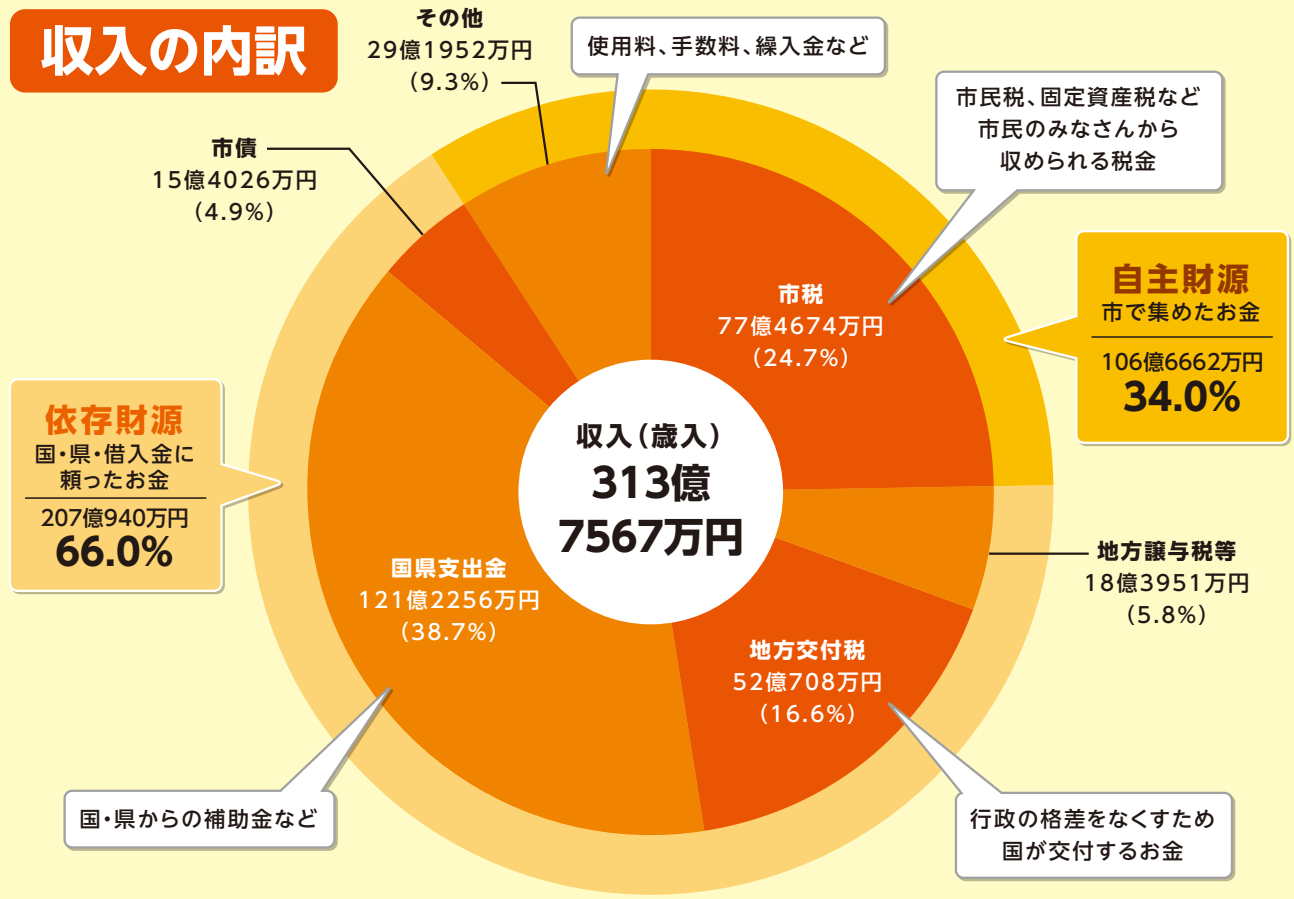 収入の内訳
その他
29億1952万円
(9.3%)
使用料、手数料、繰入金など
市民税、固定資産税など
市民のみなさんから
収められる税金
市債
15億4026万円
(4.9%)
市税
77億4674万円
(24.7%)
自主財源
市で集めたお金
106億6662万円
34.0%
依存財源
国・県・借入金に
頼ったお金
207億940万円
66.0%
収入(歳入)
313億
7567万円
国県支出金
121億2256万円
(38.7%)
地方譲与税等
18億3951万円
(5.8%)
地方交付税
52億708万円
(16.6%)
国・県からの補助金など
行政の格差をなくすため
国が交付するお金